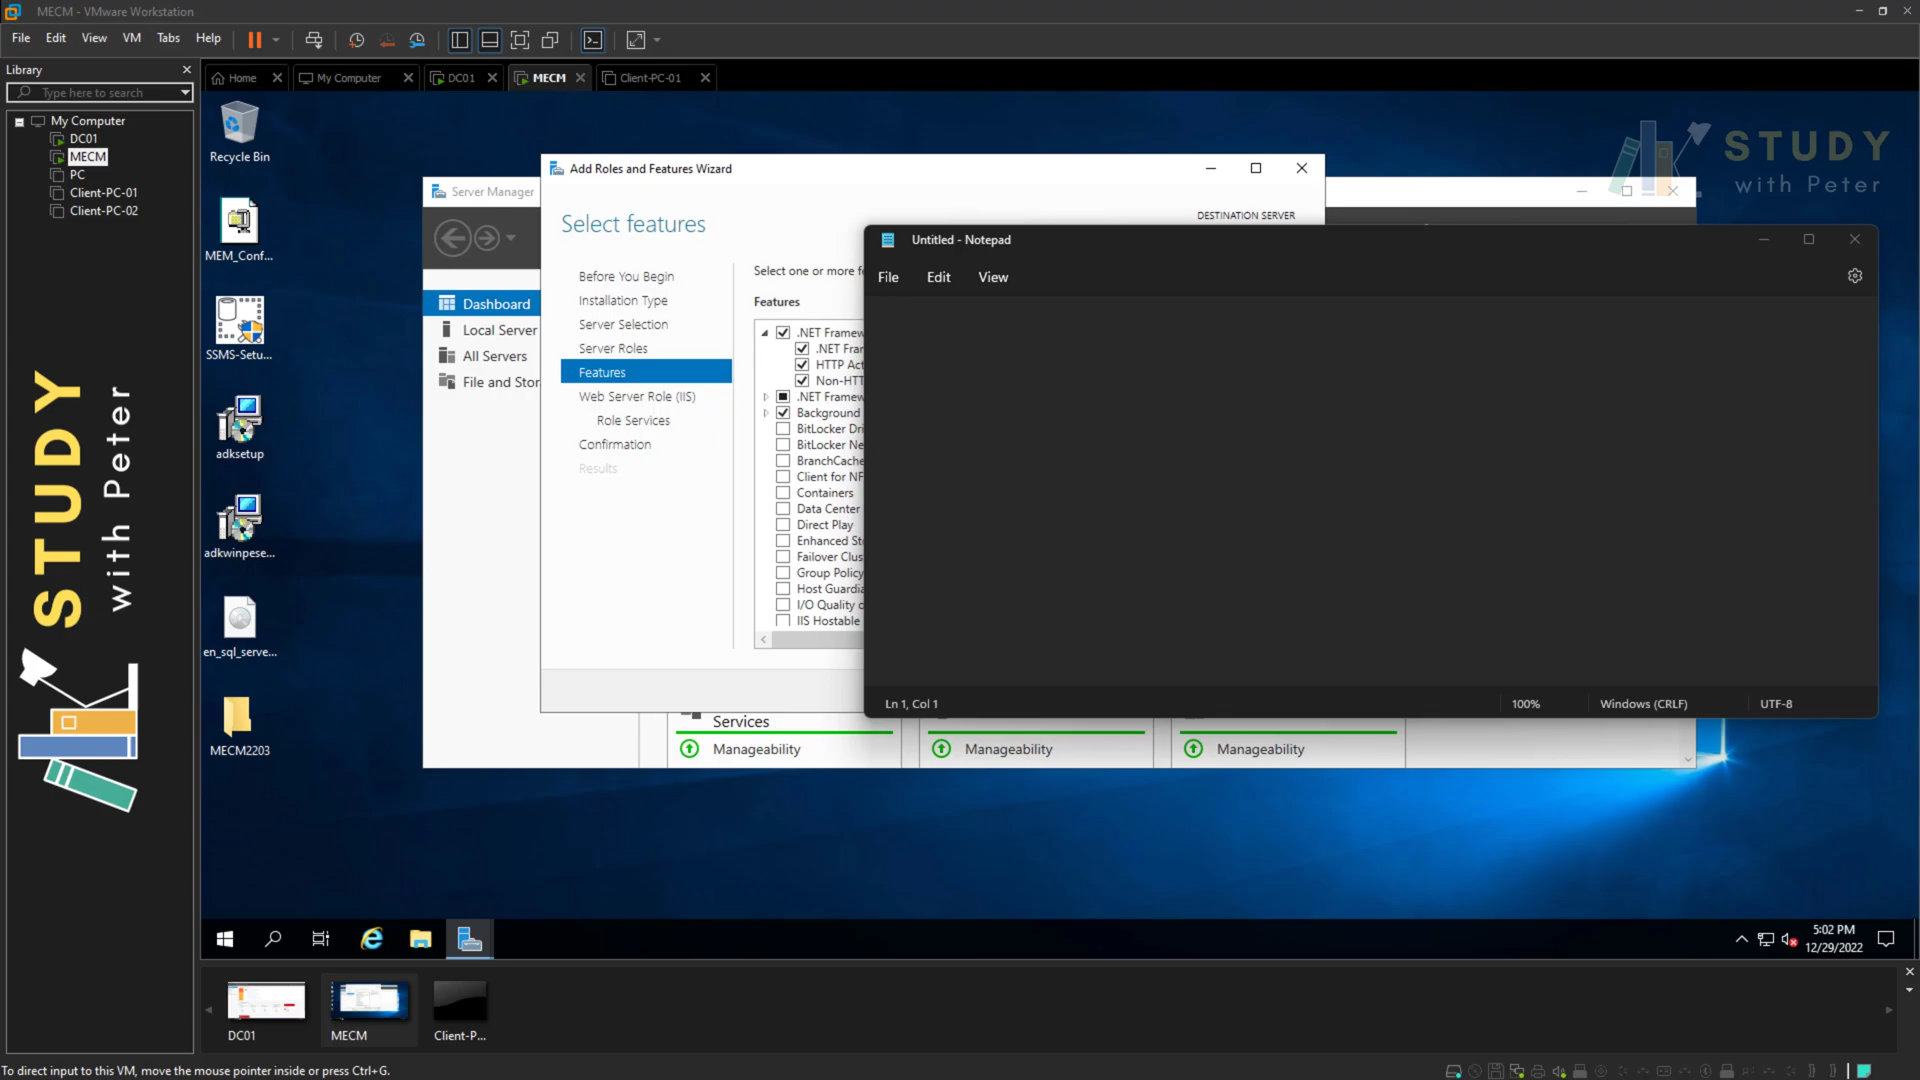 MECM - VMware Workstation
File Edit View VM Tabs Help
Library
Type here to search
My Computer
DC01
MECM
PC
Client-PC-01
Client-PC-02
STUDY
with Peter
Home
My Computer
DC01
MECM
Client-PC-01
Recycle Bin
MEM_Conf...
SSMS-Setu...
adksetup
adkwinpese...
en_sql_serve...
MECM2203
STUDY
with Peter
Server Manager
Dashboard
Local Server
All Servers
File and Stor
Services
Manageability
Manageability
Manageability
Add Roles and Features Wizard
Select features
DESTINATION SERVER
Before You Begin
Installation Type
Server Selection
Server Roles
Features
Web Server Role (IIS)
Role Services
Confirmation
Results
Select one or more fe
Features
.NET Framew
.NET Fran
HTTP Act
Non-HTT
.NET Framew
Background
BitLocker Dri
BitLocker Ne
BranchCache
Client for NF
Containers
Data Center
Direct Play
Enhanced Sto
Failover Clus
Group Policy
Host Guardia
I/O Quality o
IIS Hostable
Untitled - Notepad
File Edit View
Ln 1, Col 1
100%
Windows (CRLF)
UTF-8
5:02 PM
12/29/2022
DC01
MECM
Client-P...
To direct input to this VM, move the mouse pointer inside or press Ctrl+G.